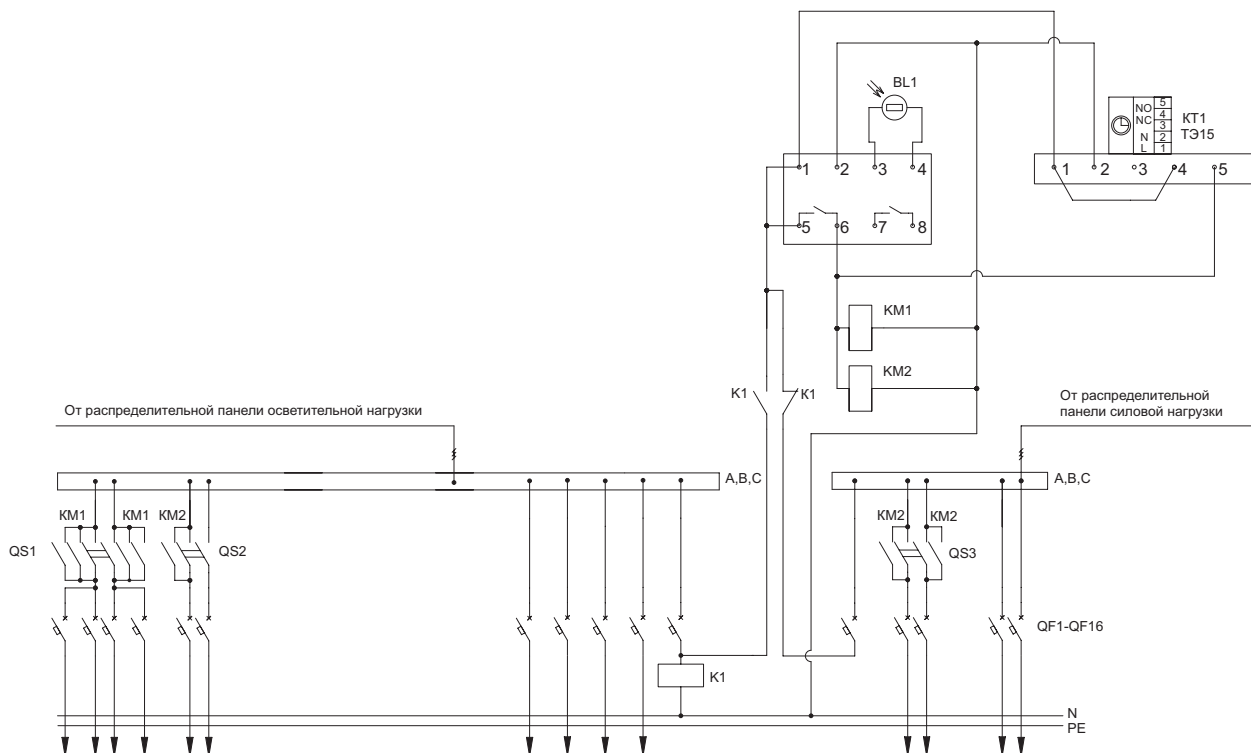 BL1
NO
NC
N
L
5
4
3
2
1
КТ1
ТЭ15
1 2 3 4
1 2 3 4 5
5 6 7 8
KM1
KM2
K1 K1
От распределительной панели осветительной нагрузки
От распределительной
панели силовой нагрузки
A,B,C
A,B,C
KM1 KM1 KM2
KM2 KM2
QS1 QS2
QS3
QF1-QF16
K1
N
PE